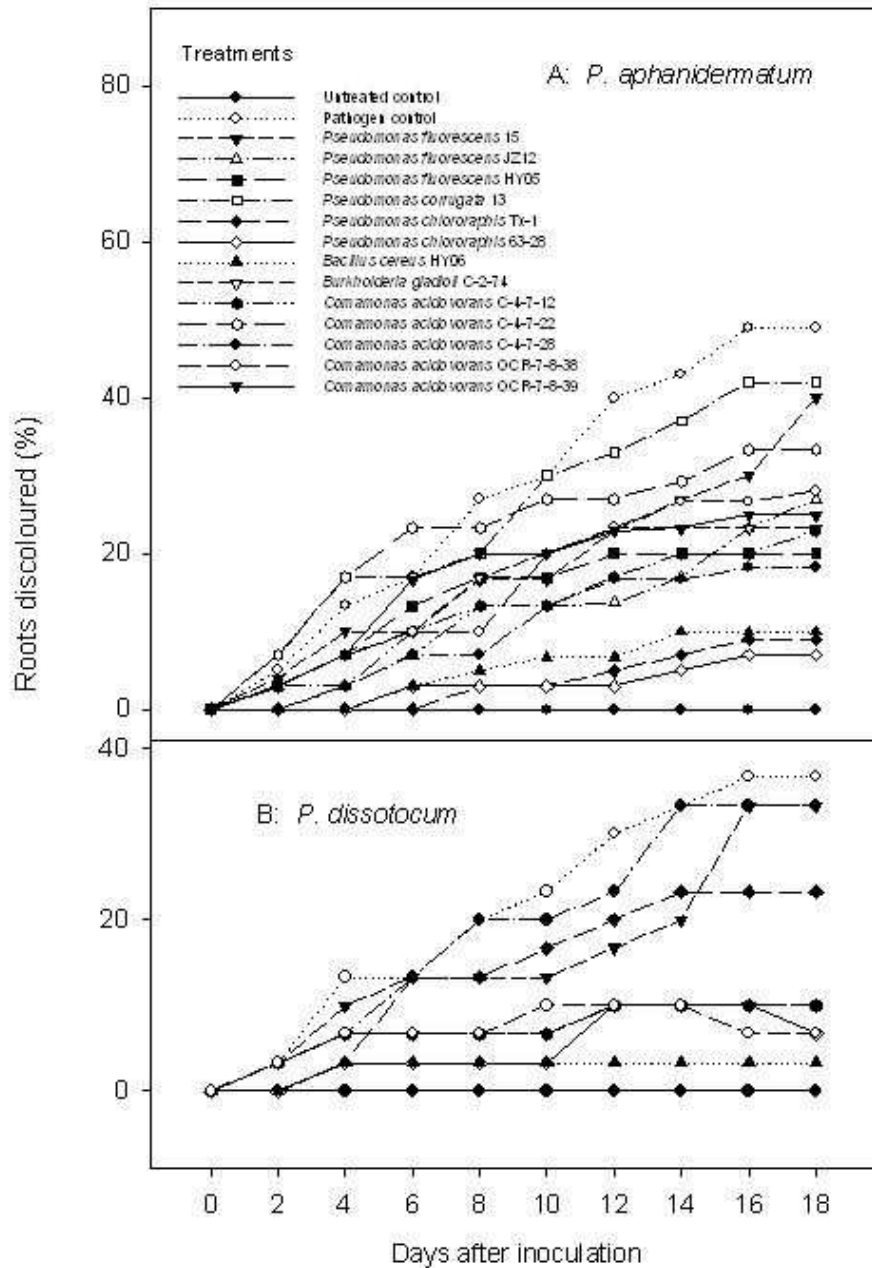 Treatments
A: P. aphanidermatum
Untreated control
Pathogen control
Pseudomonas fluorescens 15
Pseudomonas fluorescens JZ12
Pseudomonas fluorescens HY05
Pseudomonas corrugata 13
Pseudomonas chlororaphis Tx-1
Pseudomonas chlororaphis 63-28
Bacillus cereus HY06
Burkholderia gladioli C-2-74
Comamonas acidovorans C-4-7-12
Comamonas acidovorans C-4-7-22
Comamonas acidovorans C-4-7-28
Comamonas acidovorans OCR-7-8-38
Comamonas acidovorans OCR-7-8-39
80
60
40
20
0
Roots discoloured (%)
B: P. dissotocum
40
20
0
0 2 4 6 8 10 12 14 16 18
Days after inoculation